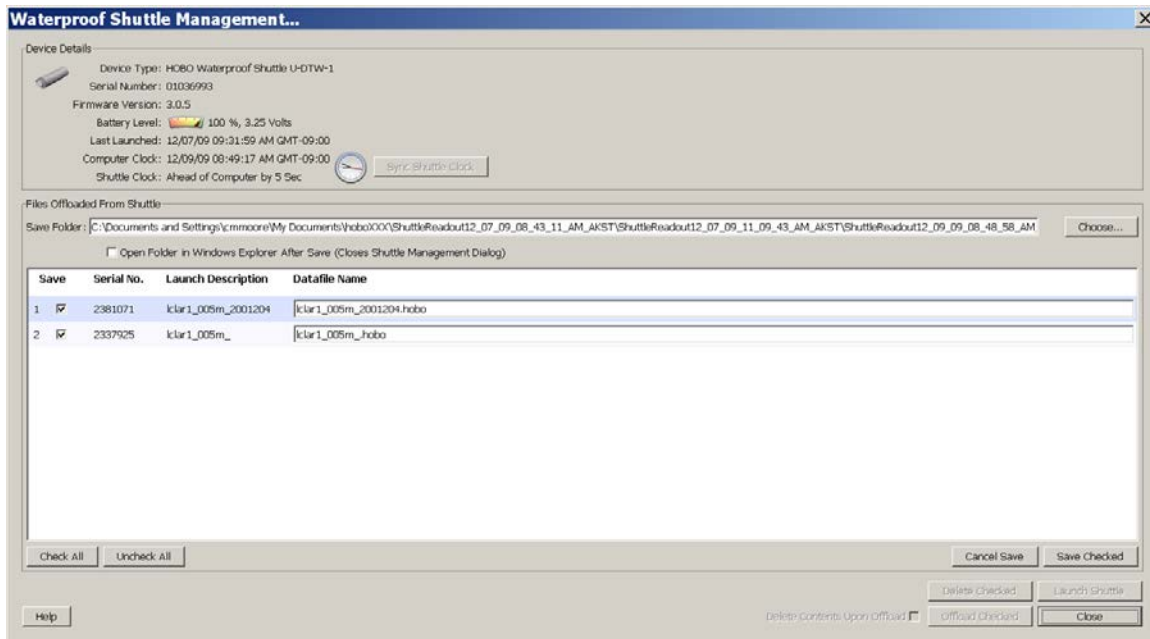 Waterproof Shuttle Management...
Device Details
Device Type: HOBO Waterproof Shuttle U-DTW-1
Serial Number: 01036993
Firmware Version: 3.0.5
Battery Level: 100 %, 3.25 Volts
Last Launched: 12/07/09 09:31:59 AM GMT-09:00
Computer Clock: 12/09/09 08:49:17 AM GMT-09:00
Sync Shuttle Clock
Shuttle Clock: Ahead of Computer by 5 Sec
Files Offloaded From Shuttle
Save Folder: C:\Documents and Settings\cmmoore\My Documents\hoboXXX\ShuttleReadout12_07_09_08_43_11_AM_AKST\ShuttleReadout12_07_09_11_09_43_AM_AKST\ShuttleReadout12_09_09_08_48_58_AM Choose...
Open Folder in Windows Explorer After Save (Closes Shuttle Management Dialog)
Save Serial No. Launch Description Datafile Name
1 2381071 lclar1_005m_2001204 lclar1_005m_2001204.hobo
2 2337925 lclar1_005m_ lclar1_005m_.hobo
Check All Uncheck All Cancel Save Save Checked
Delete Checked Launch Shuttle
Help Delete Contents Upon Offload Offload Checked Close